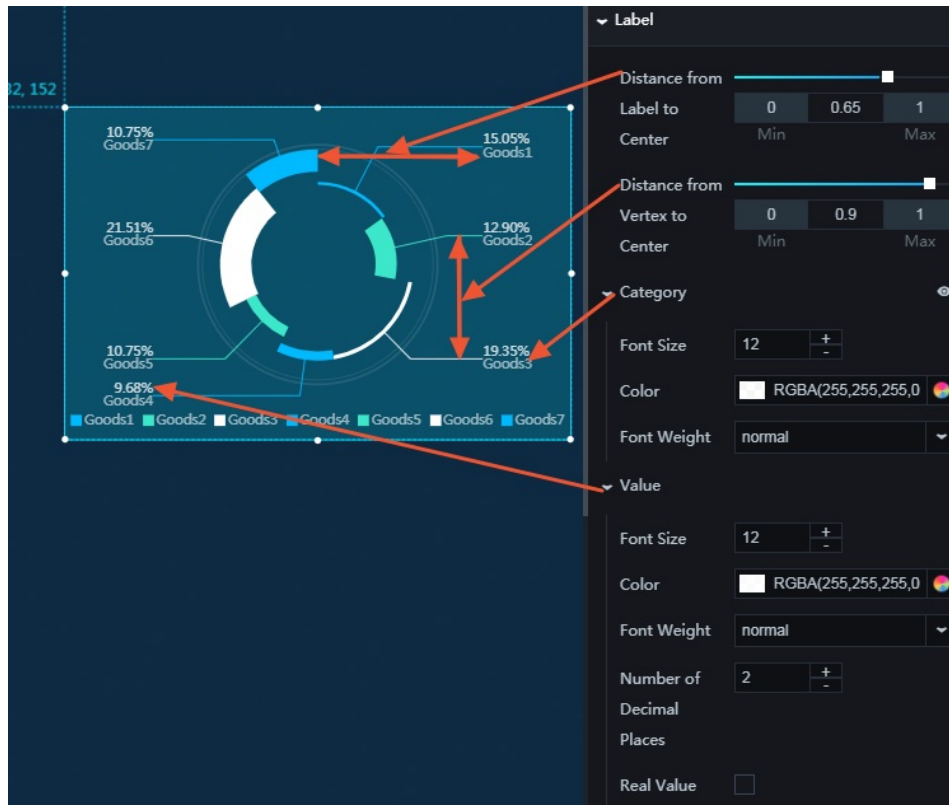 32, 152
10.75%
Goods7
15.05%
Goods1
21.51%
Goods6
12.90%
Goods2
10.75%
Goods5
19.35%
Goods3
9.68%
Goods4
Goods1 Goods2 Goods3 Goods4 Goods5 Goods6 Goods7
Label
Distance from
Label to
Center
0 0.65 1
Min Max
Distance from
Vertex to
Center
0 0.9 1
Min Max
Category
Font Size 12 + -
Color RGBA(255,255,255,0
Font Weight normal
Value
Font Size 12 + -
Color RGBA(255,255,255,0
Font Weight normal
Number of
Decimal
Places
2 + -
Real Value